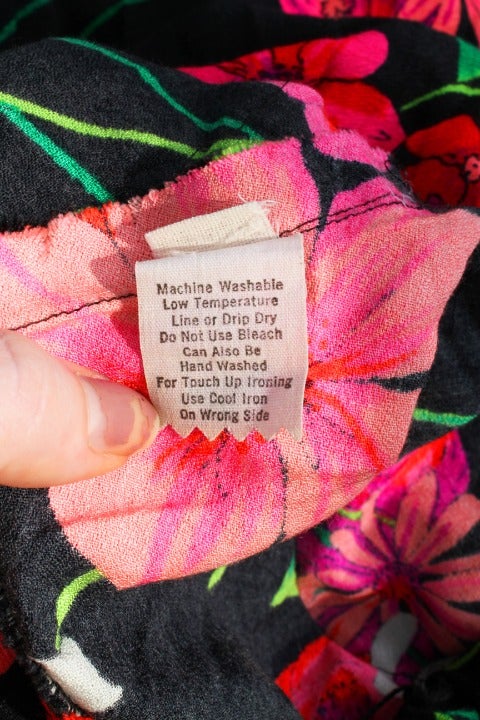 Machine Washable
Low Temperature
Line or Drip Dry
Do Not Use Bleach
Can Also Be
Hand Washed
For Touch Up Ironing
Use Cool Iron
On Wrong Side